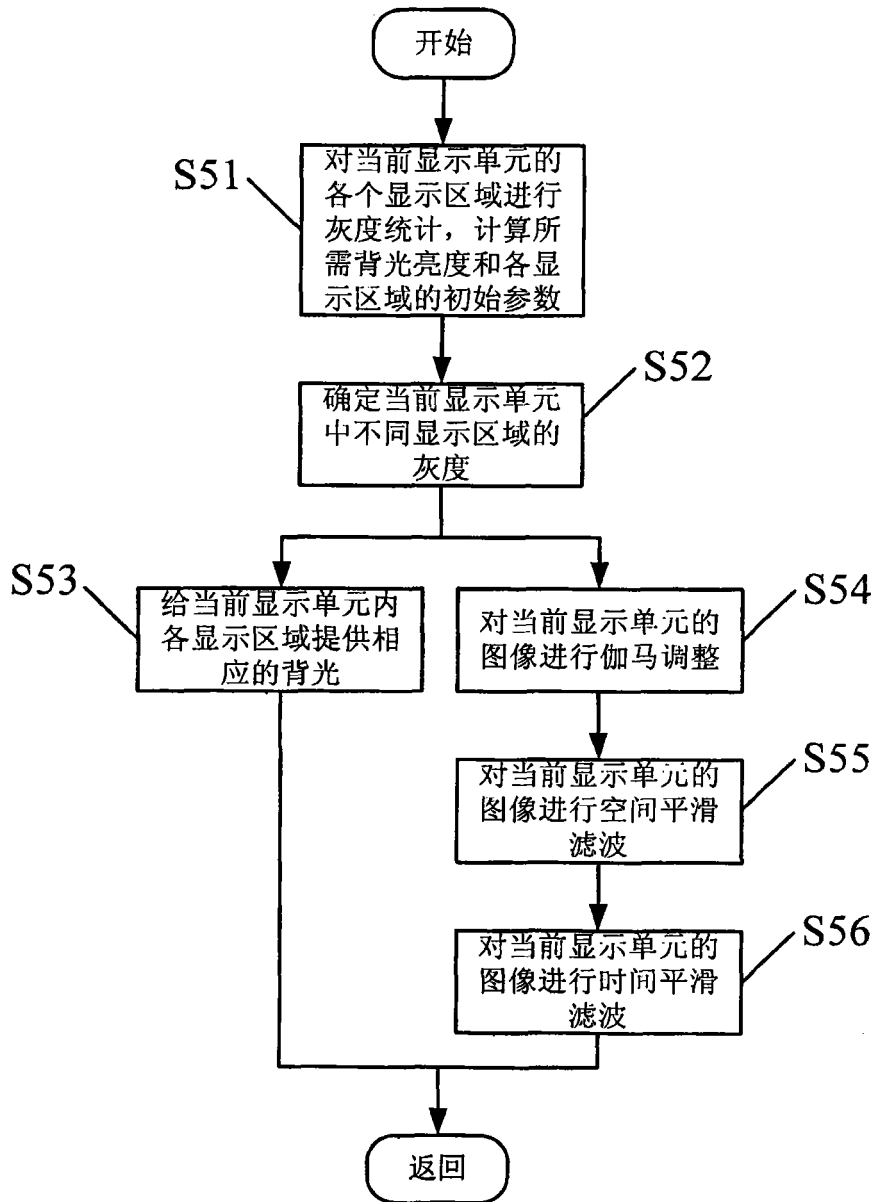 开始
S51
对当前显示单元的
各个显示区域进行
灰度统计，计算所
需背光亮度和各显
示区域的初始参数
S52
确定当前显示单元
中不同显示区域的
灰度
S53
给当前显示单元内
各显示区域提供相
应的背光
S54
对当前显示单元的
图像进行伽马调整
S55
对当前显示单元的
图像进行空间平滑
滤波
S56
对当前显示单元的
图像进行时间平滑
滤波
返回